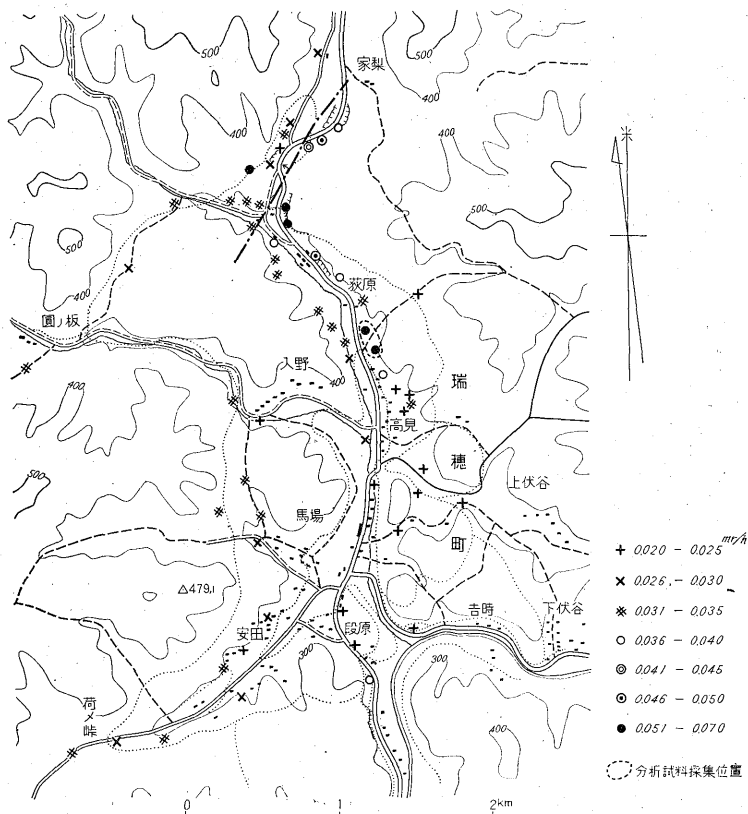 500
500
家梨
400
400
400
500
500
400
荻原
圓ノ板
入野
400
400
瑞
高見
穂
上伏谷
500
馬場
町
△479.1
吉時
下伏谷
安田
段原
300
300
荷メ峠
400
mr/h
+ 0.020 - 0.025
× 0.026 - 0.030
0.031 - 0.035
○ 0.036 - 0.040
◎ 0.041 - 0.045
0.046 - 0.050
● 0.051 - 0.070
分析試料採集位置
0 1 2km